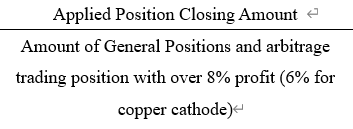 Applied Position Closing Amount
Amount of General Positions and arbitrage
trading position with over 8% profit (6% for
copper cathode)